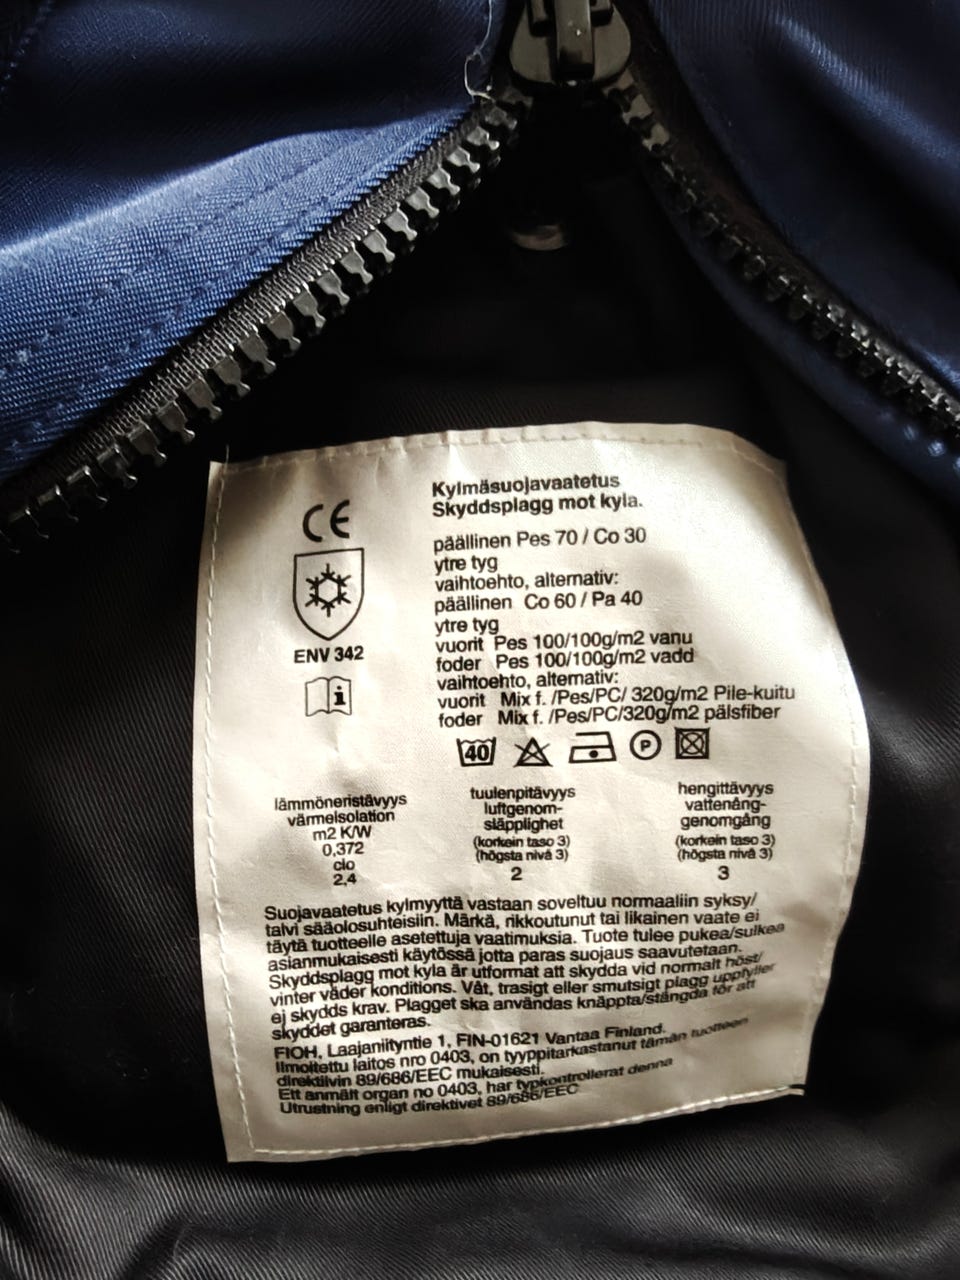 CE
ENV 342
i
Kylmäsuojavaatetus
Skyddsplagg mot kyla.
päällinen Pes 70 / Co 30
ytre tyg
vaihtoehto, alternativ:
päällinen Co 60 / Pa 40
ytre tyg
vuorit Pes 100/100g/m2 vanu
foder Pes 100/100g/m2 vadd
vaihtoehto, alternativ:
vuorit Mix f. /Pes/PC/ 320g/m2 Pile-kuitu
foder Mix f. /Pes/PC/320g/m2 pälsfiber
40 P
lämmöneristävyys
värmeisolation
m2 K/W
0,372
clo
2,4
tuulenpitävyys
luftgenom-
släpplighet
(korkein taso 3)
(högsta nivå 3)
2
hengittävyys
vattenång-
genomgång
(korkein taso 3)
(högsta nivå 3)
3
Suojavaatetus kylmyyttä vastaan soveltuu normaaliin syksy/
talvi sääolosuhteisiin. Märkä, rikkoutunut tai likainen vaate ei
täytä tuotteelle asetettuja vaatimuksia. Tuote tulee pukea/sulkea
asianmukaisesti käytössä jotta paras suojaus saavutetaan.
Skyddsplagg mot kyla är utformat att skydda vid normalt höst/
vinter väder konditions. Våt, trasigt eller smutsigt plagg uppfyller
ej skydds krav. Plagget ska användas knäppta/stängda för att
skyddet garanteras.
FIOH, Laajaniityntie 1, FIN-01621 Vantaa Finland.
Ilmoitettu laitos nro 0403, on tyyppitarkastanut tämän tuotteen
direktiivin 89/686/EEC mukaisesti.
Ett anmält organ no 0403, har typkontrollerat denna
Utrustning enligt direktivet 89/686/EEC